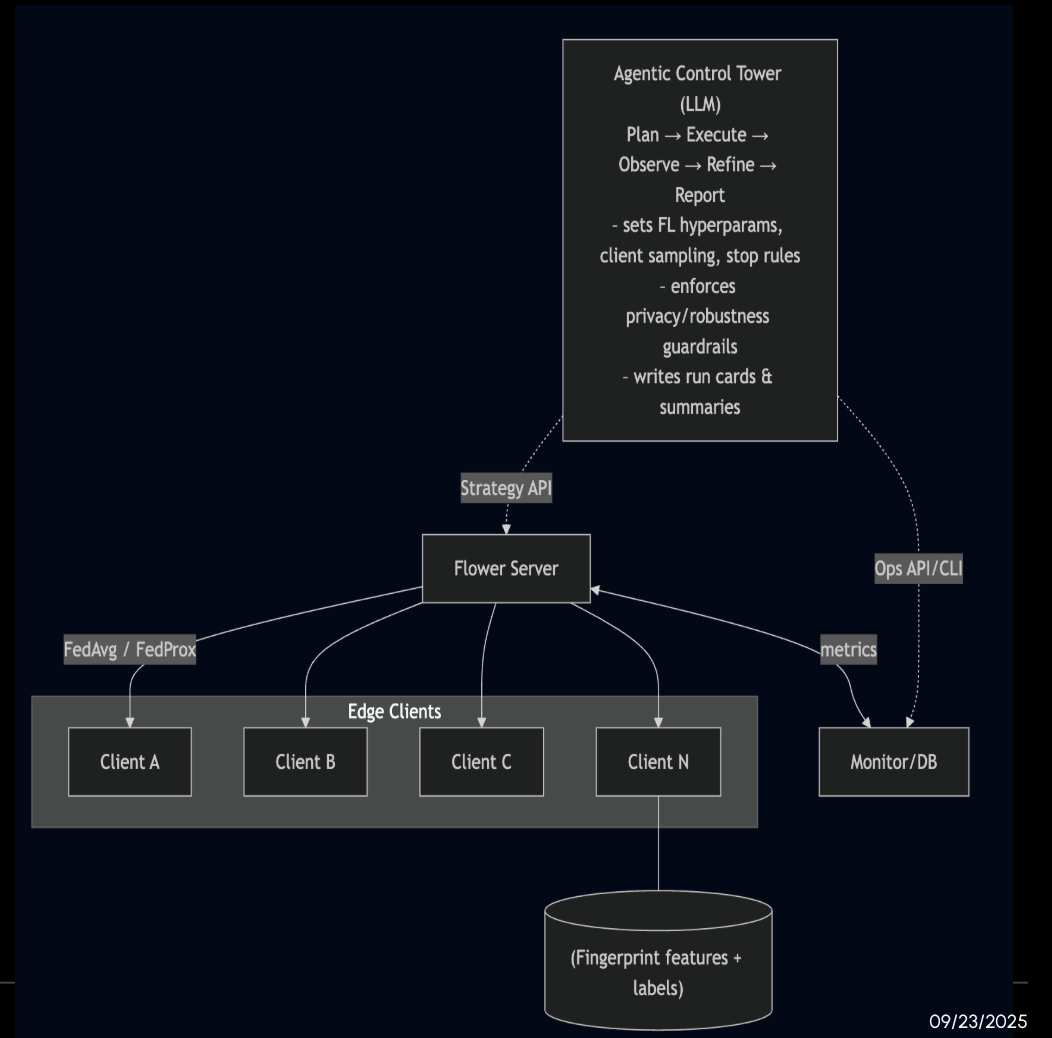 Agentic Control Tower
(LLM)
Plan → Execute →
Observe → Refine →
Report
- sets FL hyperparams,
client sampling, stop rules
- enforces
privacy/robustness
guardrails
- writes run cards &
summaries
Strategy API
Flower Server
Ops API/CLI
FedAvg / FedProx
metrics
Edge Clients
Client A
Client B
Client C
Client N
Monitor/DB
(Fingerprint features +
labels)
09/23/2025